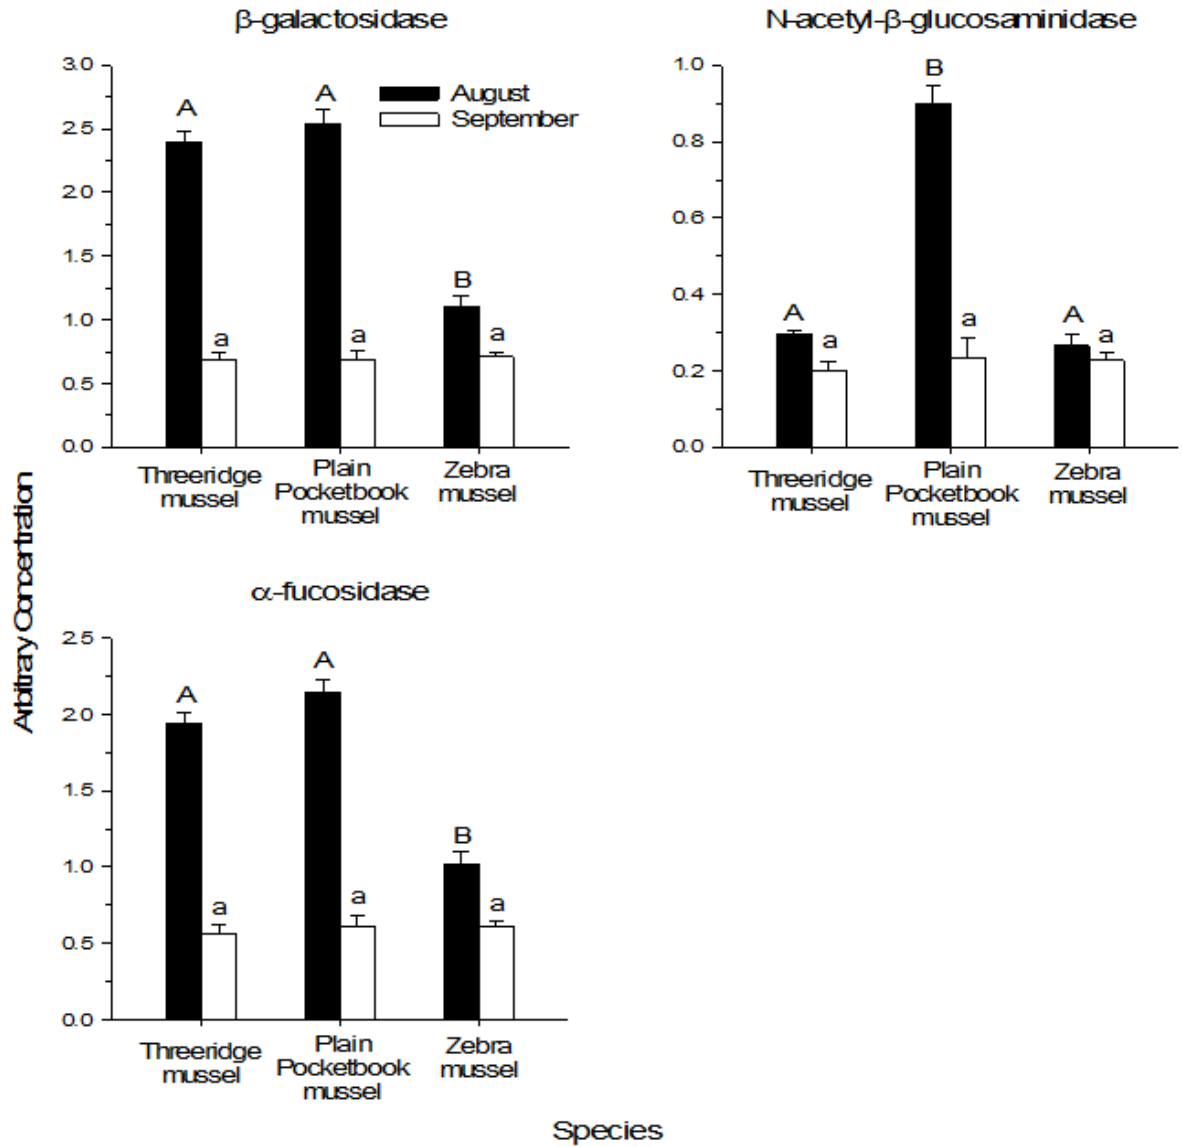 β-galactosidase
3.0
2.5
2.0
1.5
1.0
0.5
0.0
A
a
A
a
B
a
August
September
Threeridge
mussel
Plain
Pocketbook
mussel
Zebra
mussel
N-acetyl-β-glucosaminidase
1.0
0.8
0.6
0.4
0.2
0.0
A
a
B
a
A
a
Threeridge
mussel
Plain
Pocketbook
mussel
Zebra
mussel
Arbitrary Concentration
α-fucosidase
2.5
2.0
1.5
1.0
0.5
0.0
A
a
A
a
B
a
Threeridge
mussel
Plain
Pocketbook
mussel
Zebra
mussel
Species